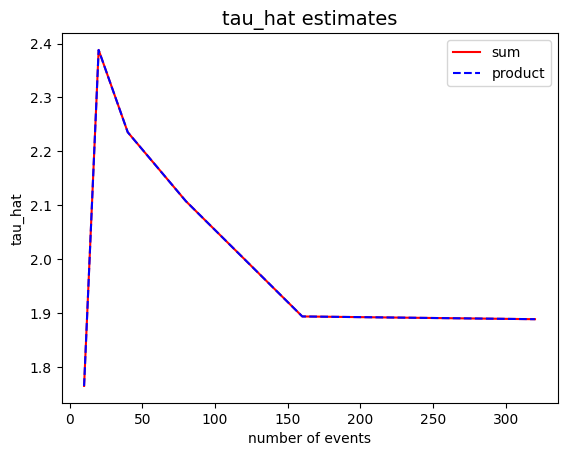 tau_hat estimates
sum
product
2.4
2.3
2.2
2.1
2.0
1.9
1.8
tau_hat
0
50
100
150
200
250
300
number of events